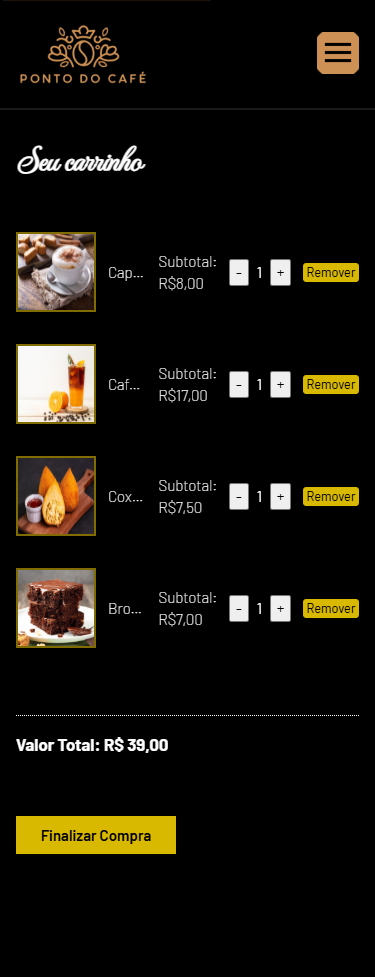 PONTO DO CAFÉ
Seu carrinho
Cap...
Subtotal:
R$8,00
- 1 +
Remover
Caf...
Subtotal:
R$17,00
- 1 +
Remover
Cox...
Subtotal:
R$7,50
- 1 +
Remover
Bro...
Subtotal:
R$7,00
- 1 +
Remover
Valor Total: R$ 39,00
Finalizar Compra